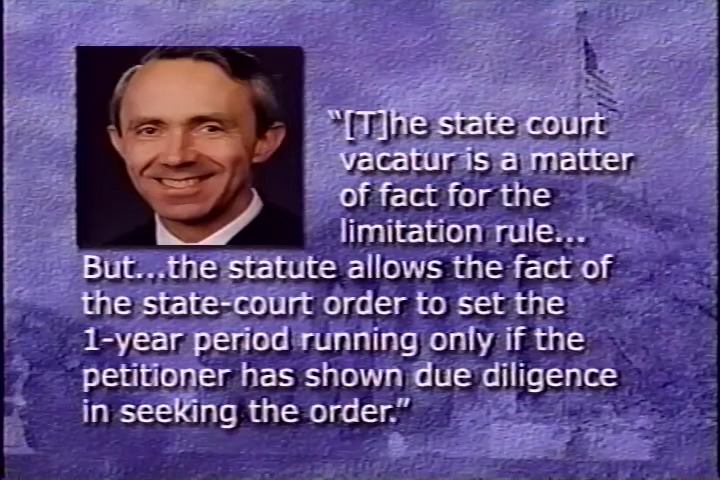 “[T]he state court
vacatur is a matter
of fact for the
limitation rule...
But...the statute allows the fact of
the state-court order to set the
1-year period running only if the
petitioner has shown due diligence
in seeking the order.”